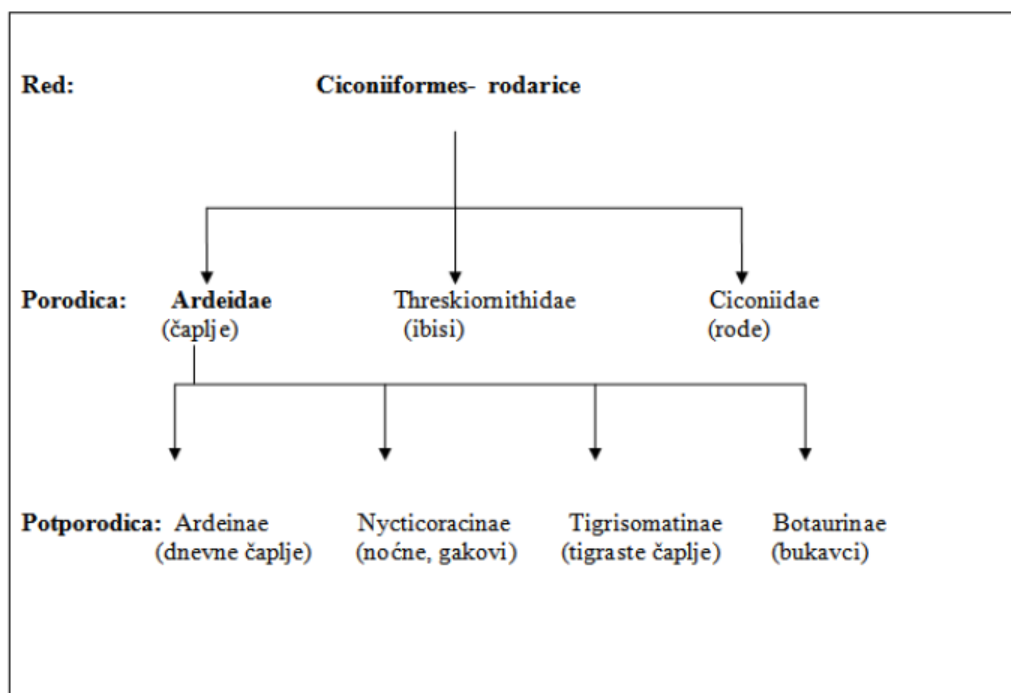 Red: Ciconiiformes- rodarice
Porodica: Ardeidae Threskiornithidae Ciconiidae
(čaplje) (ibisi) (rode)
Potporodica: Ardeinae Nycticoracinae Tigrisomatinae Botaurinae
(dnevne čaplje) (noćne, gakovi) (tigraste čaplje) (bukavci)